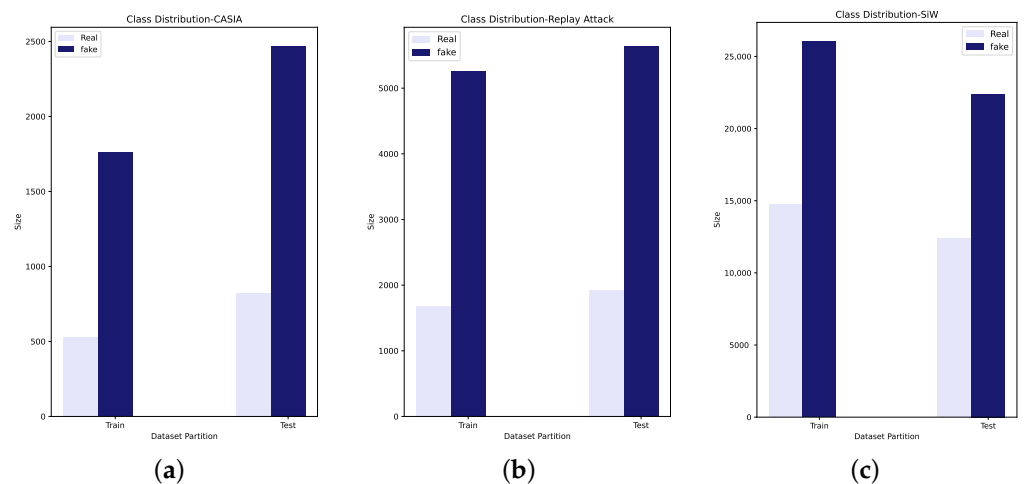 Class Distribution-CASIA
Real
fake
2500
2000
1500
1000
500
0
Size
Train
Test
Dataset Partition
(a)
Class Distribution-Replay Attack
Real
fake
5000
4000
3000
2000
1000
0
Size
Train
Test
Dataset Partition
(b)
Class Distribution-SiW
Real
fake
25,000
20,000
15,000
10,000
5000
0
Size
Train
Test
Dataset Partition
(c)